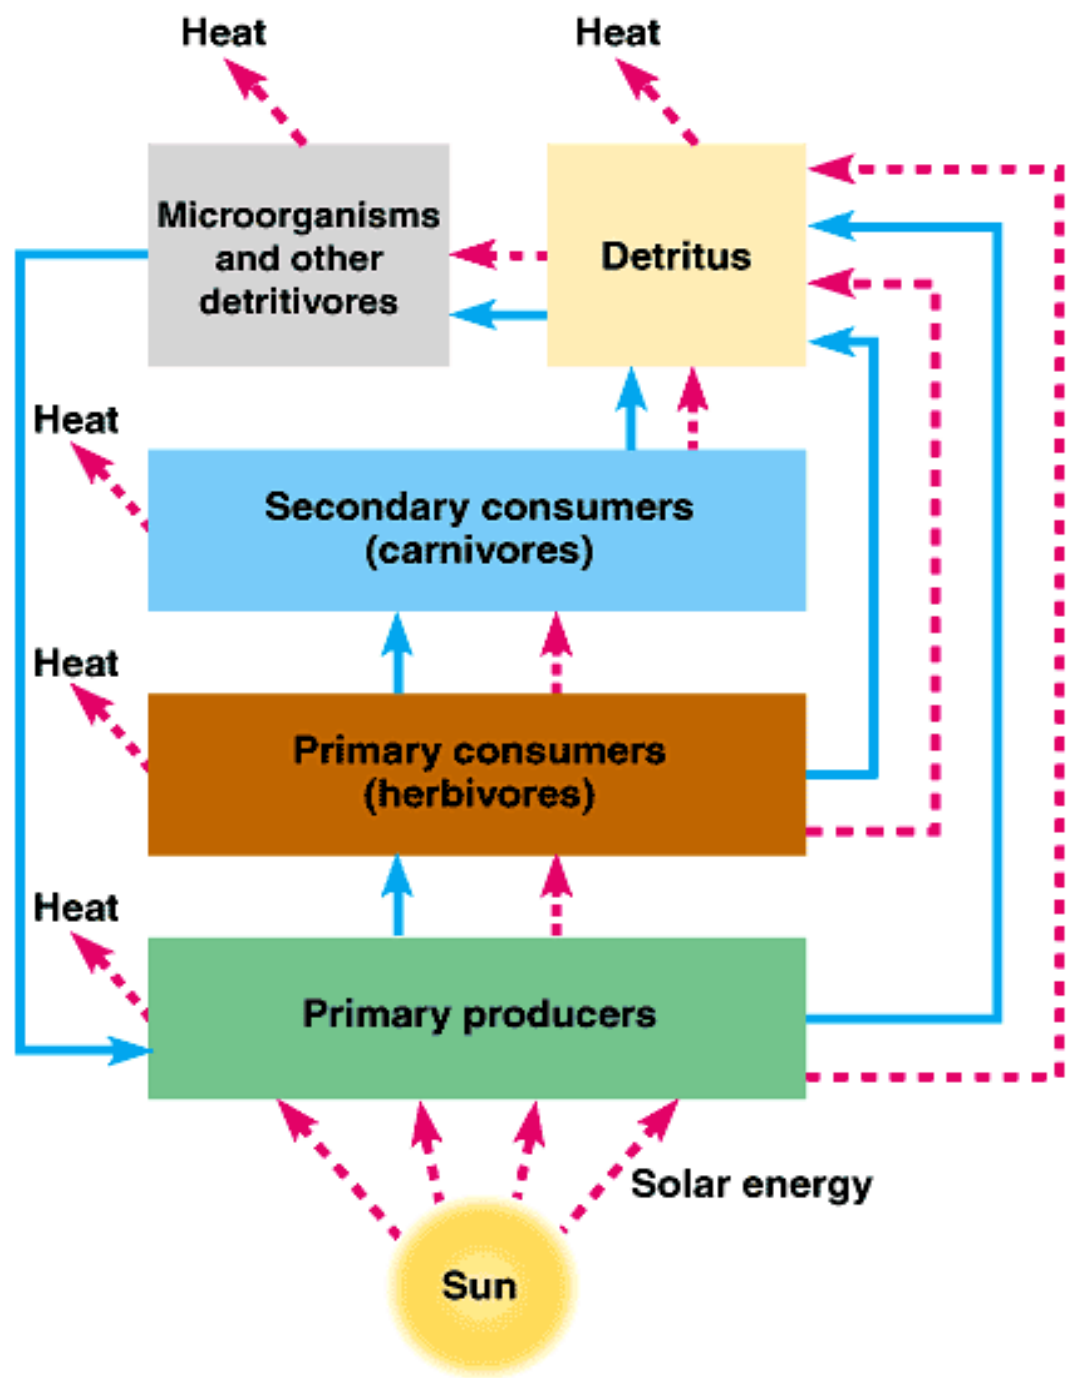 Heat
Heat
Microorganisms
and other
detritivores
Detritus
Heat
Secondary consumers
(carnivores)
Heat
Primary consumers
(herbivores)
Heat
Primary producers
Solar energy
Sun